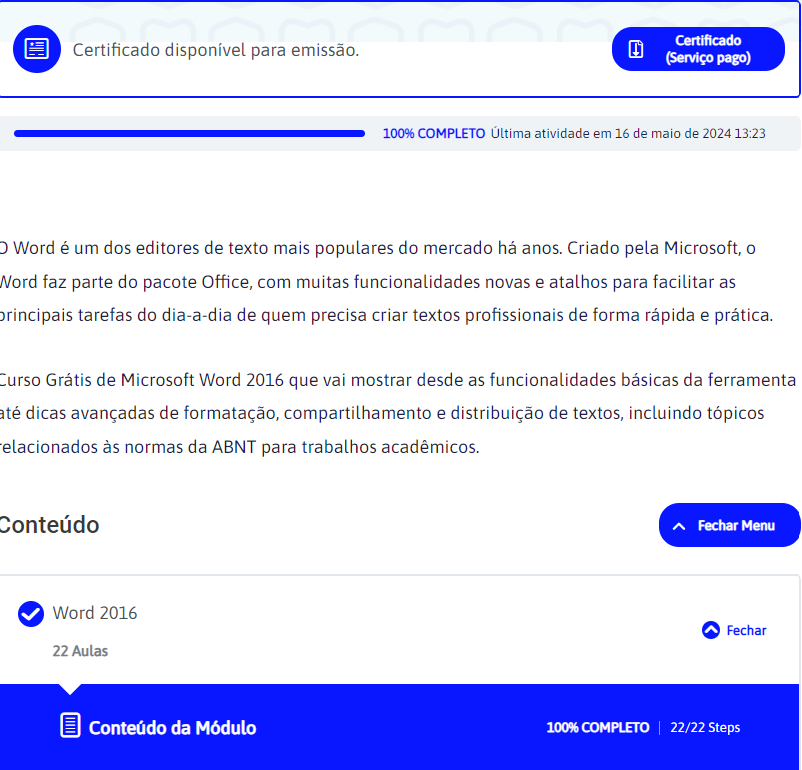 Certificado disponível para emissão.
Certificado
(Serviço pago)
100% COMPLETO Última atividade em 16 de maio de 2024 13:23
O Word é um dos editores de texto mais populares do mercado há anos. Criado pela Microsoft, o
Word faz parte do pacote Office, com muitas funcionalidades novas e atalhos para facilitar as
principais tarefas do dia-a-dia de quem precisa criar textos profissionais de forma rápida e prática.
Curso Grátis de Microsoft Word 2016 que vai mostrar desde as funcionalidades básicas da ferramenta
até dicas avançadas de formatação, compartilhamento e distribuição de textos, incluindo tópicos
relacionados às normas da ABNT para trabalhos acadêmicos.
Conteúdo
Fechar Menu
Word 2016
22 Aulas
Fechar
Conteúdo da Módulo
100% COMPLETO | 22/22 Steps